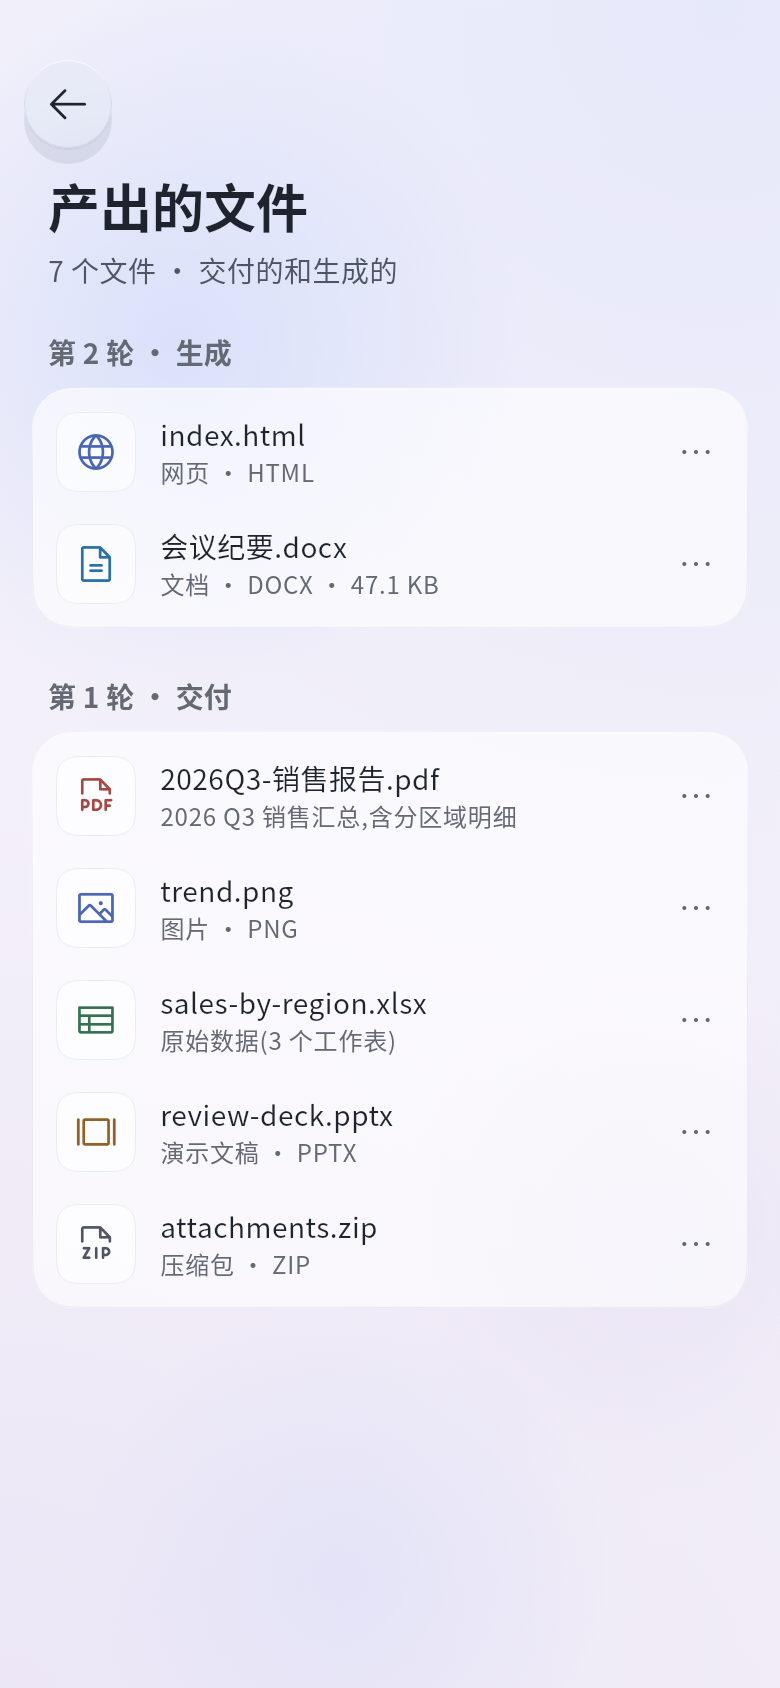 产出的文件
7 个文件 · 交付的和生成的
第 2 轮 · 生成
index.html
网页 · HTML
会议纪要.docx
文档 · DOCX · 47.1 KB
第 1 轮 · 交付
PDF
2026Q3-销售报告.pdf
2026 Q3 销售汇总,含分区域明细
trend.png
图片 · PNG
sales-by-region.xlsx
原始数据(3 个工作表)
review-deck.pptx
演示文稿 · PPTX
ZIP
attachments.zip
压缩包 · ZIP